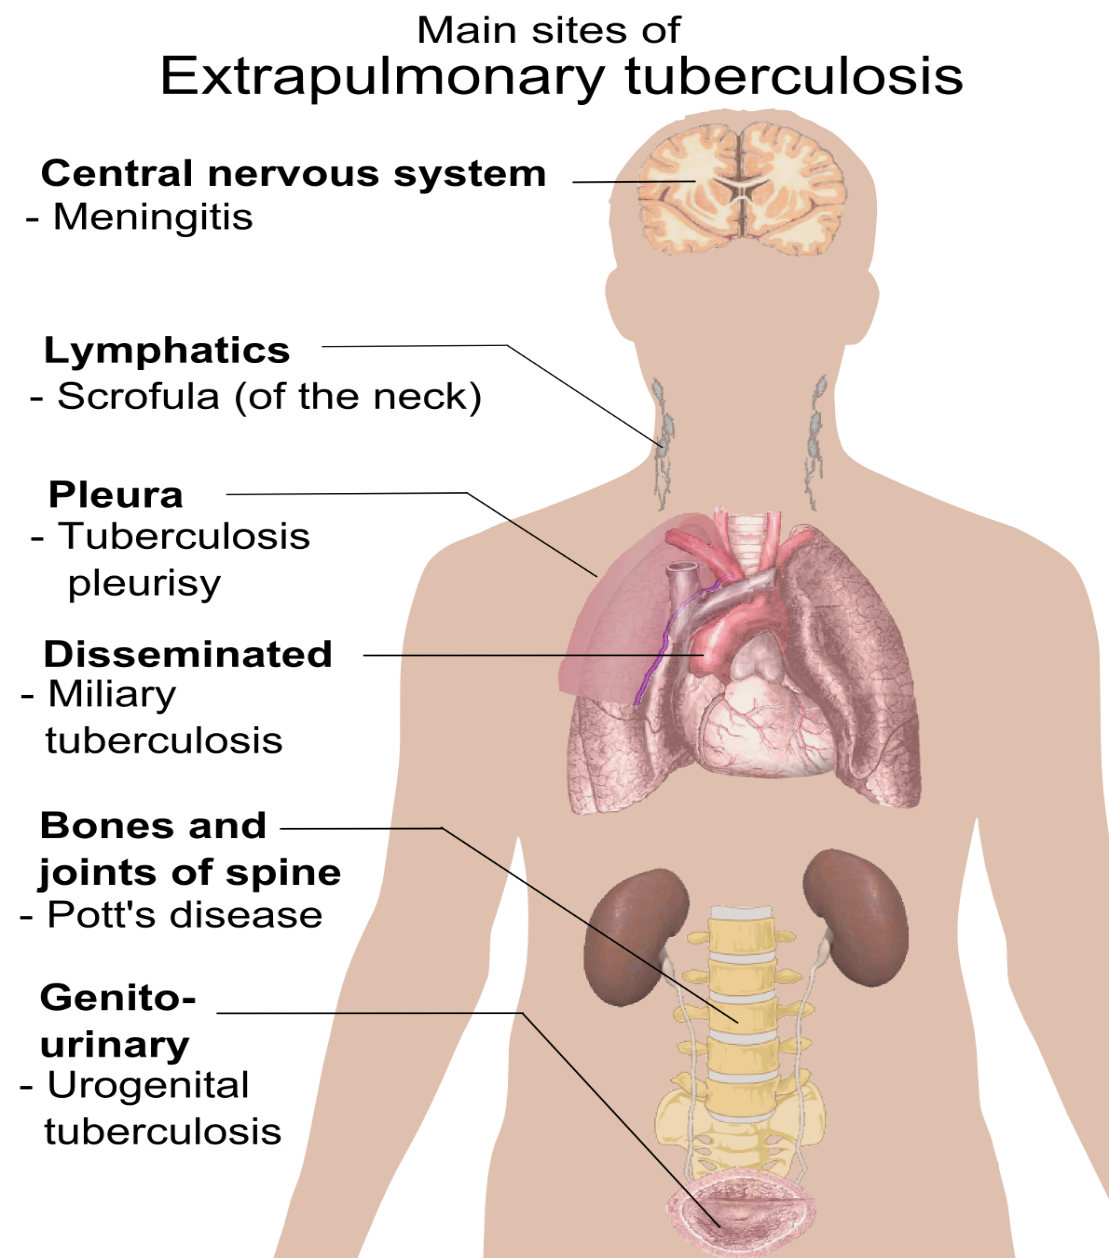 Main sites of
Extrapulmonary tuberculosis
Central nervous system
- Meningitis
Lymphatics
- Scrofula (of the neck)
Pleura
- Tuberculosis
pleurisy
Disseminated
- Miliary
tuberculosis
Bones and
joints of spine
- Pott's disease
Genito-
urinary
- Urogenital
tuberculosis